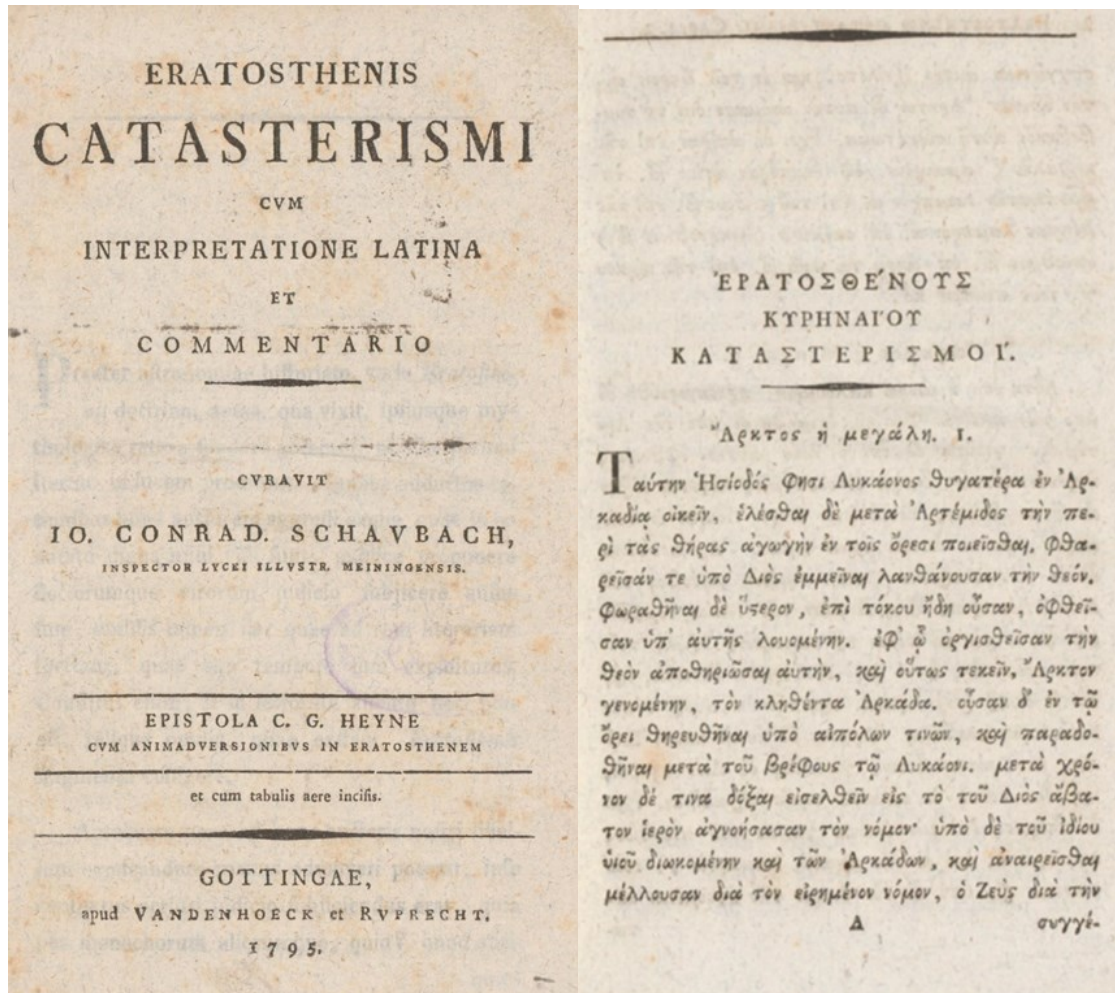 ERATOSTHENIS
CATASTERISMI
CVM
INTERPRETATIONE LATINA
ET
COMMENTARIO
CVRAVIT
IO. CONRAD. SCHAVBACH,
INSPECTOR LYCEI ILLVSTR. MEININGENSIS.
EPISTOLA C. G. HEYNE
CVM ANIMADVERSIONIBVS IN ERATOSTHENEM
et cum tabulis aere incisis.
GOTTINGAE,
apud VANDENHOECK et RVPRECHT.
1795.
ἘΡΑΤΟΣΘΕ´ΝΟΥΣ
ΚΥΡΗΝΑΙ´ΟΥ
ΚΑΤΑΣΤΕΡΙΣΜΟΙ´.
Ἄρκτος ἡ μεγάλη. 1.
Ταύτην Ἡσίοδός φησι Λυκάονος θυγατέρα ἐν Ἀρ-
καδίᾳ οἰκεῖν, ἑλέσθαι δὲ μετὰ Ἀρτέμιδος τὴν πε-
ρὶ τὰς θήρας ἀγωγὴν ἐν τοῖς ὄρεσι ποιεῖσθαι, φθα-
ρεῖσάν τε ὑπὸ Διὸς ἐμμεῖναι λανθάνουσαν τὴν θεόν.
Φωραθῆναι δὲ ὕστερον, ἐπὶ τόκου ἤδη οὖσαν, ὀφθεῖ-
σαν ὑπ' αὐτῆς λουομένην. ἐφ' ᾧ ὀργισθεῖσαν τὴν
θεὸν ἀποθηριῶσαι αὐτήν, καὶ οὕτως τεκεῖν, Ἄρκτον
γενομένην, τὸν κληθέντα Ἀρκάδα. οὖσαν δ' ἐν τῷ
ὄρει θηρευθῆναι ὑπὸ αἰπόλων τινῶν, καὶ παραδο-
θῆναι μετὰ τοῦ βρέφους τῷ Λυκάονι. μετὰ χρό-
νον δέ τινα δόξαι εἰσελθεῖν εἰς τὸ τοῦ Διὸς ἄβα-
τον ἱερὸν ἀγνοήσασαν τὸν νόμον· ὑπὸ δὲ τοῦ ἰδίου
υἱοῦ διωκομένην καὶ τῶν Ἀρκάδων, καὶ ἀναιρεῖσθαι
μέλλουσαν διὰ τὸν εἰρημένον νόμον, ὁ Ζεὺς διὰ τὴν
A συγγέ-